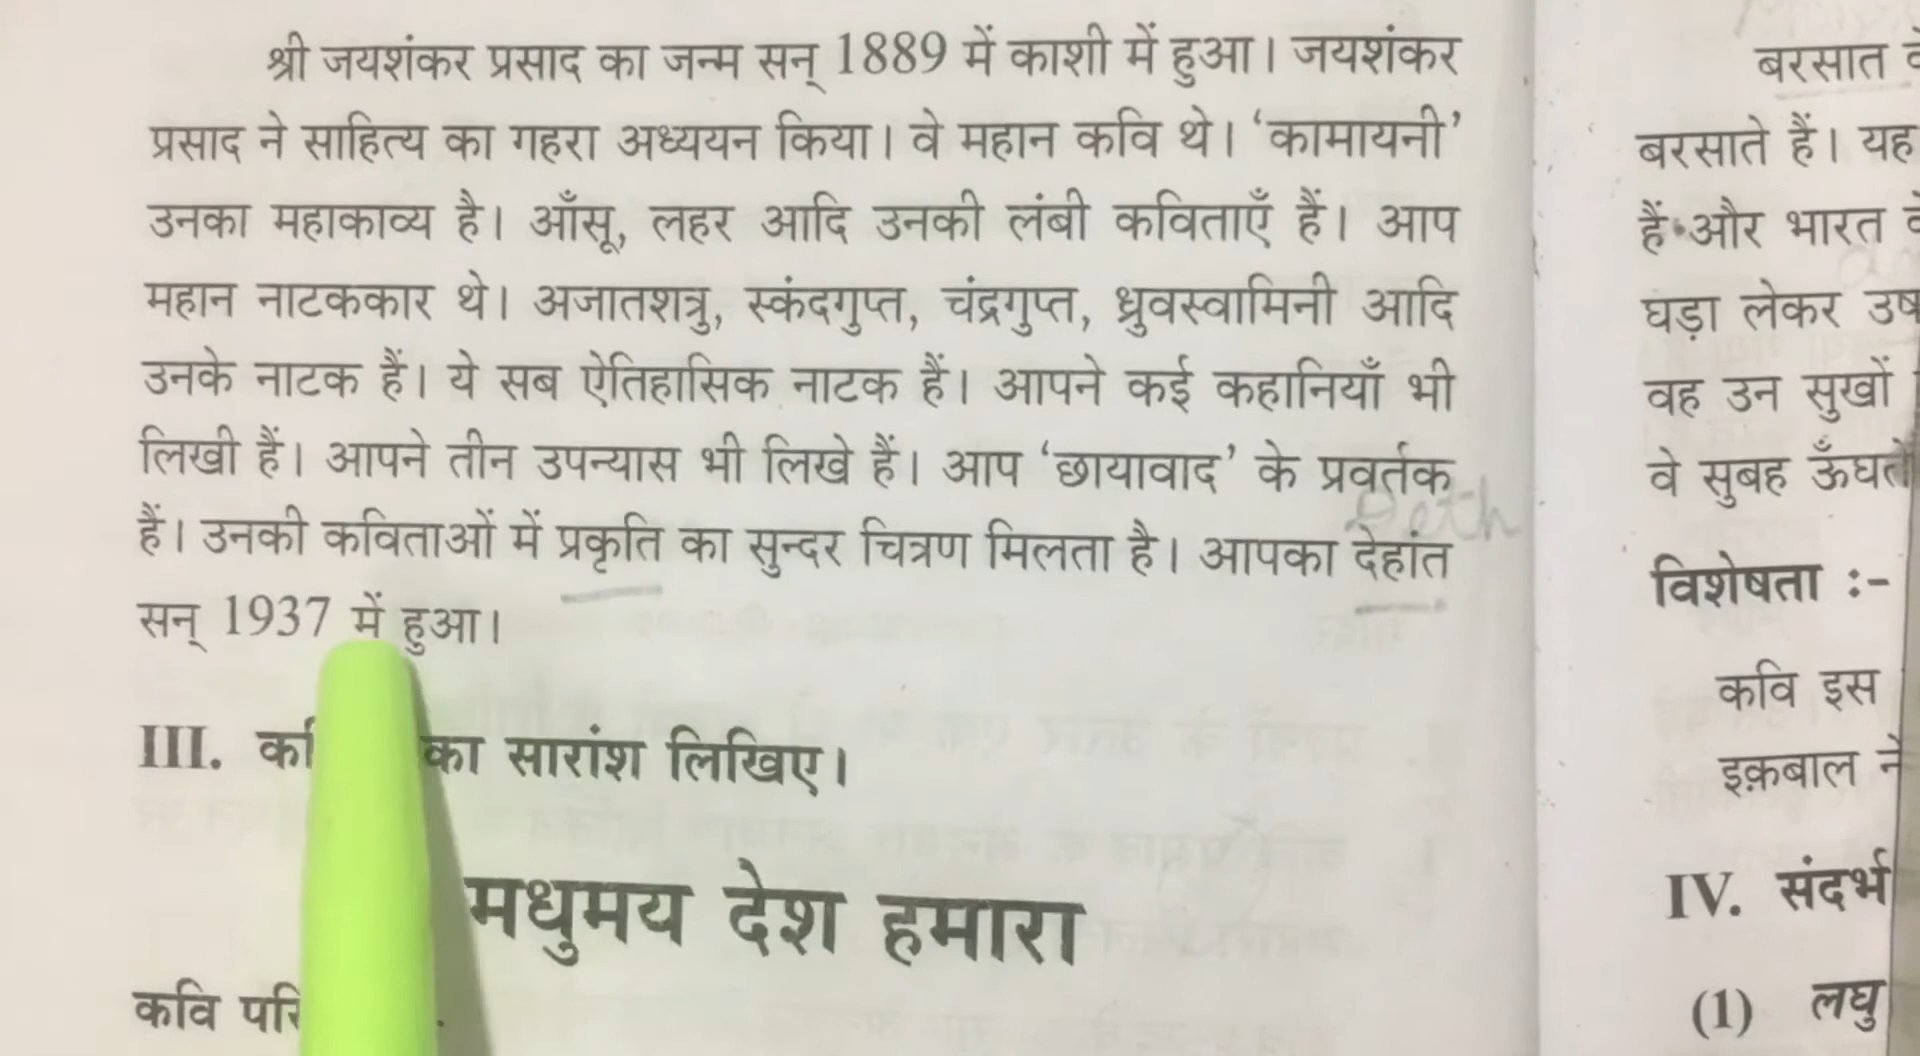 श्री जयशंकर प्रसाद का जन्म सन् 1889 में काशी में हुआ। जयशंकर
प्रसाद ने साहित्य का गहरा अध्ययन किया। वे महान कवि थे। ‘कामायनी’
उनका महाकाव्य है। आँसू, लहर आदि उनकी लंबी कविताएँ हैं। आप
महान नाटककार थे। अजातशत्रु, स्कंदगुप्त, चंद्रगुप्त, ध्रुवस्वामिनी आदि
उनके नाटक हैं। ये सब ऐतिहासिक नाटक हैं। आपने कई कहानियाँ भी
लिखी हैं। आपने तीन उपन्यास भी लिखे हैं। आप ‘छायावाद’ के प्रवर्तक
हैं। उनकी कविताओं में प्रकृति का सुन्दर चित्रण मिलता है। आपका देहांत
सन् 1937 में हुआ।
III. का सारांश लिखिए।
मधुमय देश हमारा
कवि
बरसात
बरसाते हैं। यह
हैं और भारत
घड़ा लेकर
वह उन सुखों
वे सुबह
विशेषता :-
कवि इस
इक़बाल
IV. संदर्भ
(1) लघु